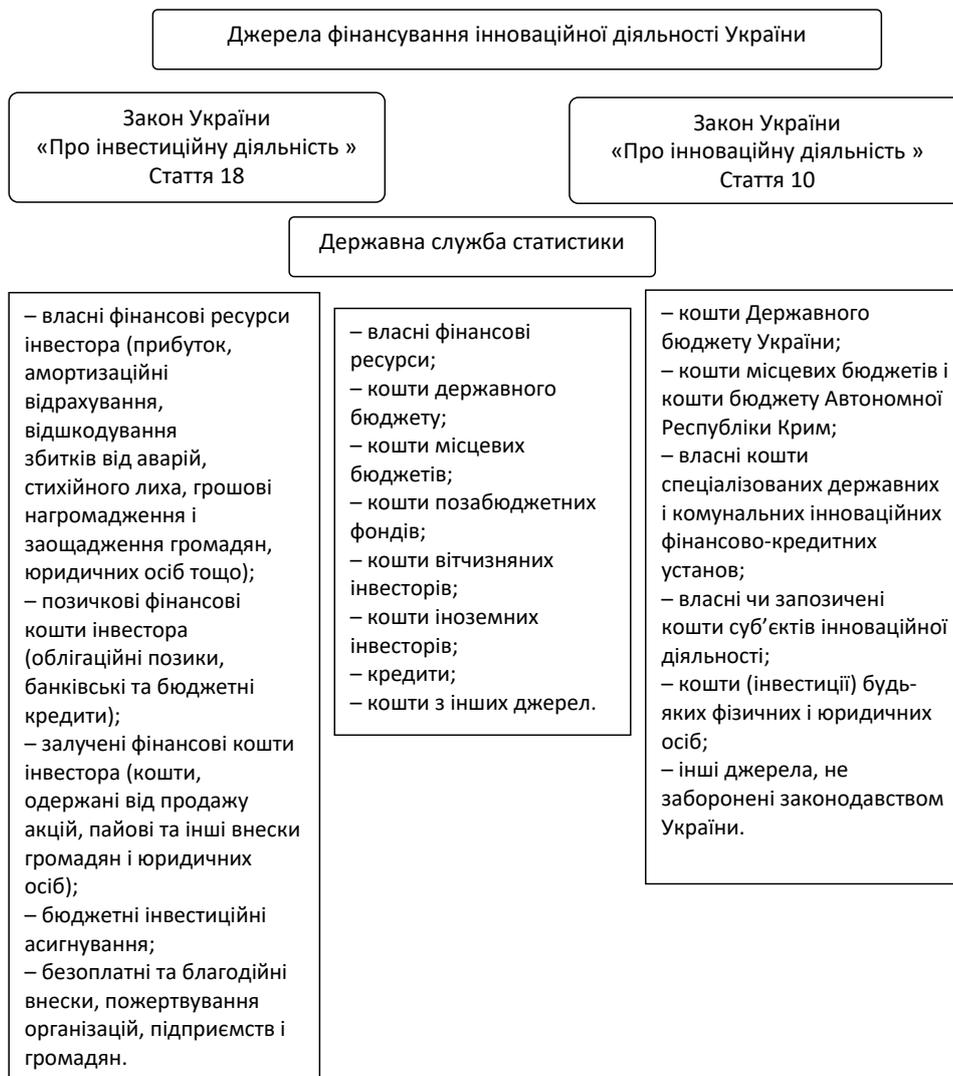 Джерела фінансування інноваційної діяльності України
Закон України
«Про інвестиційну діяльність »
Стаття 18
Закон України
«Про інноваційну діяльність »
Стаття 10
Державна служба статистики
– власні фінансові ресурси
інвестора (прибуток,
амортизаційні
відрахування,
відшкодування
збитків від аварій,
стихійного лиха, грошові
нагромадження і
заощадження громадян,
юридичних осіб тощо);
– позичкові фінансові
кошти інвестора
(облігаційні позики,
банківські та бюджетні
кредити);
– залучені фінансові кошти
інвестора (кошти,
одержані від продажу
акцій, пайові та інші внески
громадян і юридичних
осіб);
– бюджетні інвестиційні
асигнування;
– безоплатні та благодійні
внески, пожертвування
організацій, підприємств і
громадян.
– власні фінансові
ресурси;
– кошти державного
бюджету;
– кошти місцевих
бюджетів;
– кошти позабюджетних
фондів;
– кошти вітчизняних
інвесторів;
– кошти іноземних
інвесторів;
– кредити;
– кошти з інших джерел.
– кошти Державного
бюджету України;
– кошти місцевих бюджетів і
кошти бюджету Автономної
Республіки Крим;
– власні кошти
спеціалізованих державних
і комунальних інноваційних
фінансово-кредитних
установ;
– власні чи запозичені
кошти суб’єктів інноваційної
діяльності;
– кошти (інвестиції) будь-
яких фізичних і юридичних
осіб;
– інші джерела, не
заборонені законодавством
України.